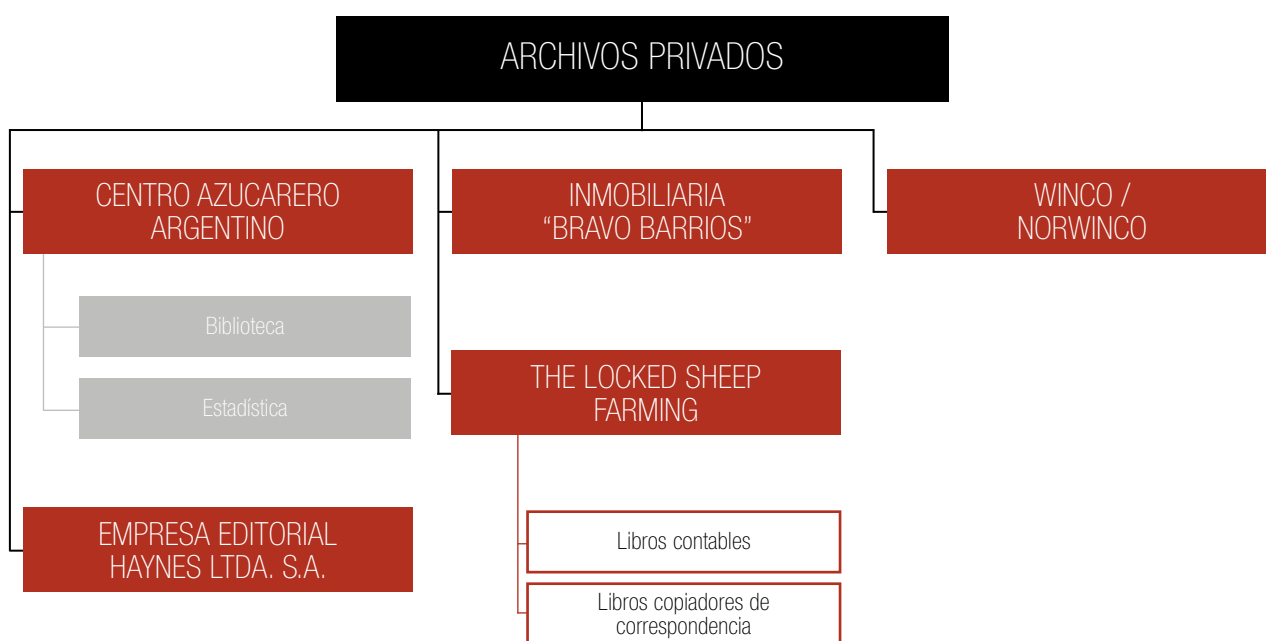 ARCHIVOS PRIVADOS
CENTRO AZUCARERO
ARGENTINO
Biblioteca
Estadística
EMPRESA EDITORIAL
HAYNES LTDA. S.A.
INMOBILIARIA
“BRAVO BARRIOS”
THE LOCKED SHEEP
FARMING
Libros contables
Libros copiadores de
correspondencia
WINCO /
NORWINCO